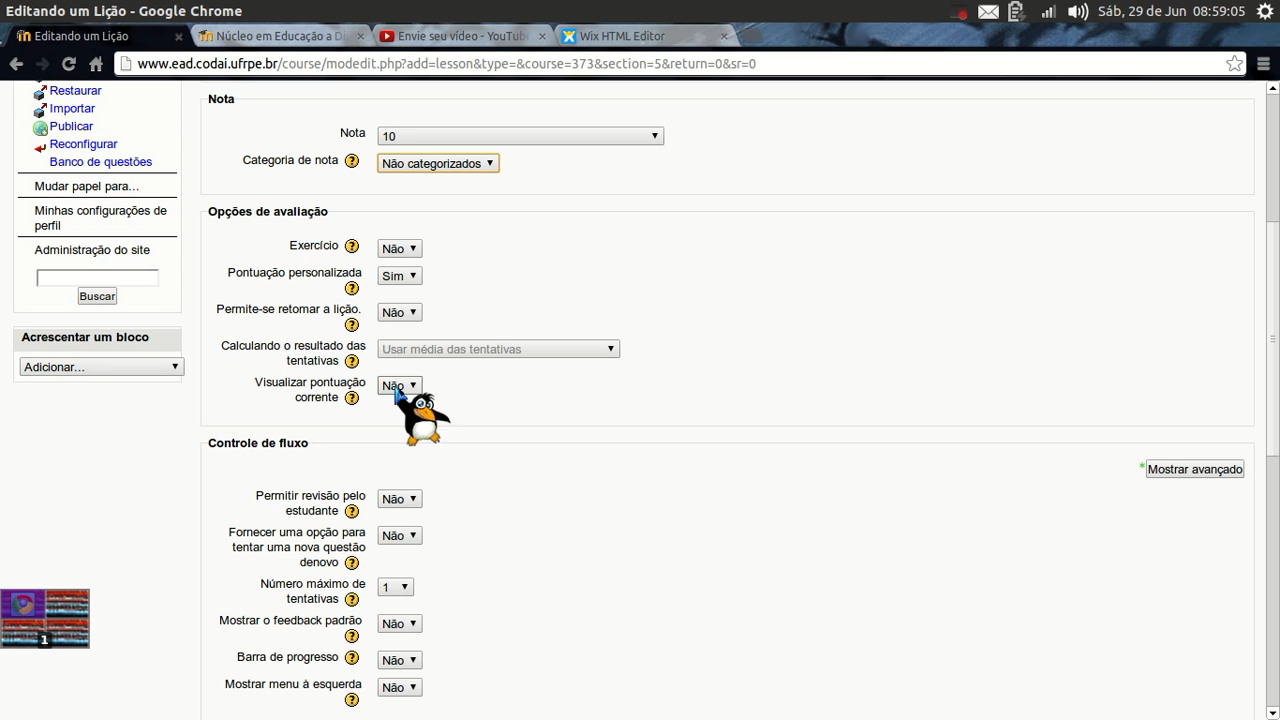 Editando um Lição - Google Chrome
Sáb, 29 de Jun 08:59:05
Editando um Lição
Núcleo em Educação a D
Envie seu vídeo - YouTub
Wix HTML Editor
www.ead.codai.ufrpe.br/course/modedit.php?add=lesson&type=&course=373&section=5&return=0&sr=0
Restaurar
Importar
Publicar
Reconfigurar
Banco de questões
Mudar papel para...
Minhas configurações de
perfil
Administração do site
Buscar
Acrescentar um bloco
Adicionar...
Nota
Nota
10
Categoria de nota
Não categorizados
Opções de avaliação
Exercício
Não
Pontuação personalizada
Sim
Permite-se retomar a lição.
Não
Calculando o resultado das
tentativas
Usar média das tentativas
Visualizar pontuação
corrente
Não
Controle de fluxo
* Mostrar avançado
Permitir revisão pelo
estudante
Não
Fornecer uma opção para
tentar uma nova questão
denovo
Não
Número máximo de
tentativas
1
Mostrar o feedback padrão
Não
Barra de progresso
Não
Mostrar menu à esquerda
Não
1